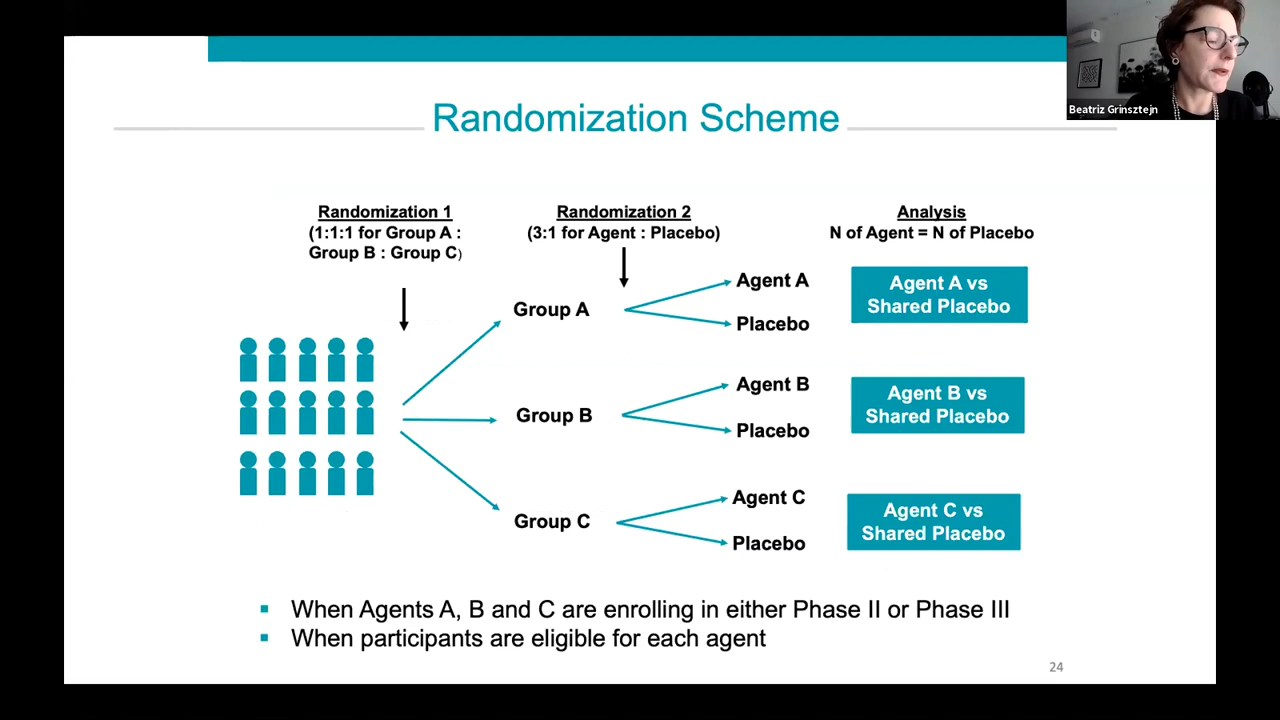 Beatriz Grinsztejn
Randomization Scheme
Randomization 1
(1:1:1 for Group A :
Group B : Group C)
Randomization 2
(3:1 for Agent : Placebo)
Analysis
N of Agent = N of Placebo
Group A
Agent A
Placebo
Agent A vs
Shared Placebo
Group B
Agent B
Placebo
Agent B vs
Shared Placebo
Group C
Agent C
Placebo
Agent C vs
Shared Placebo
▪ When Agents A, B and C are enrolling in either Phase II or Phase III
▪ When participants are eligible for each agent
24